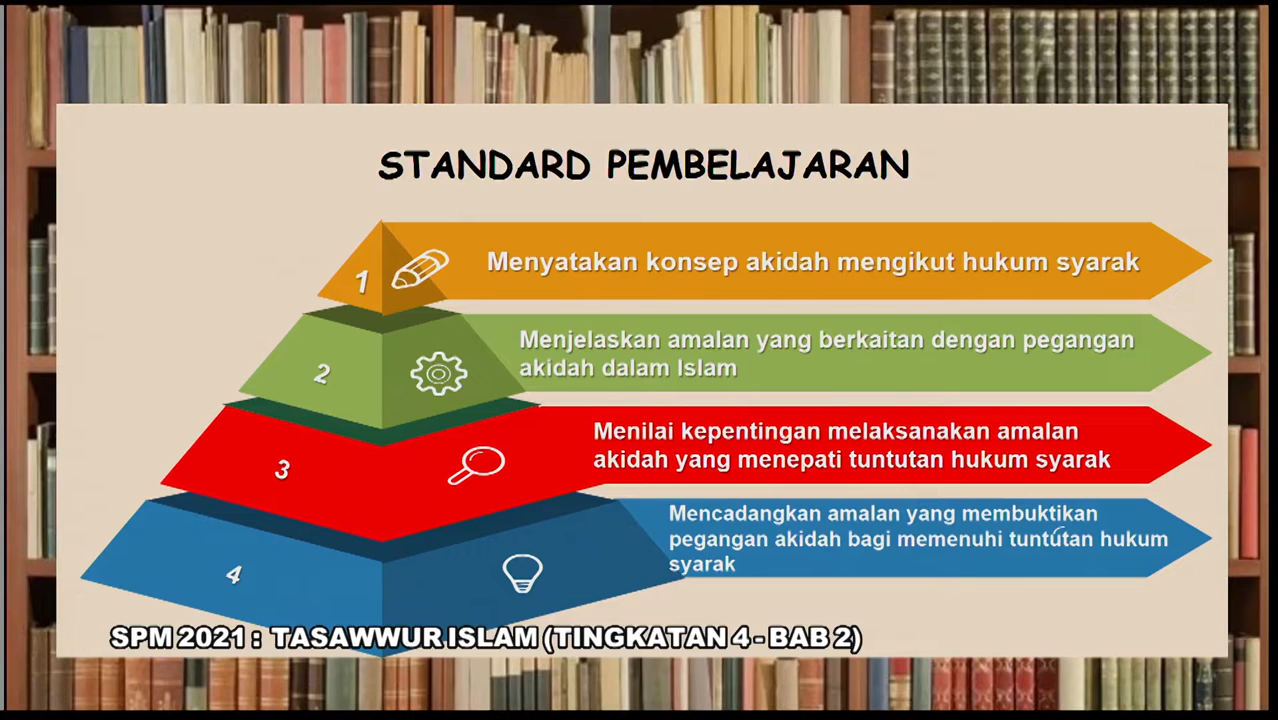 STANDARD PEMBELAJARAN
1
Menyatakan konsep akidah mengikut hukum syarak
2
Menjelaskan amalan yang berkaitan dengan pegangan
akidah dalam Islam
3
Menilai kepentingan melaksanakan amalan
akidah yang menepati tuntutan hukum syarak
4
Mencadangkan amalan yang membuktikan
pegangan akidah bagi memenuhi tuntutan hukum
syarak
SPM 2021 : TASAWWUR ISLAM (TINGKATAN 4 - BAB 2)